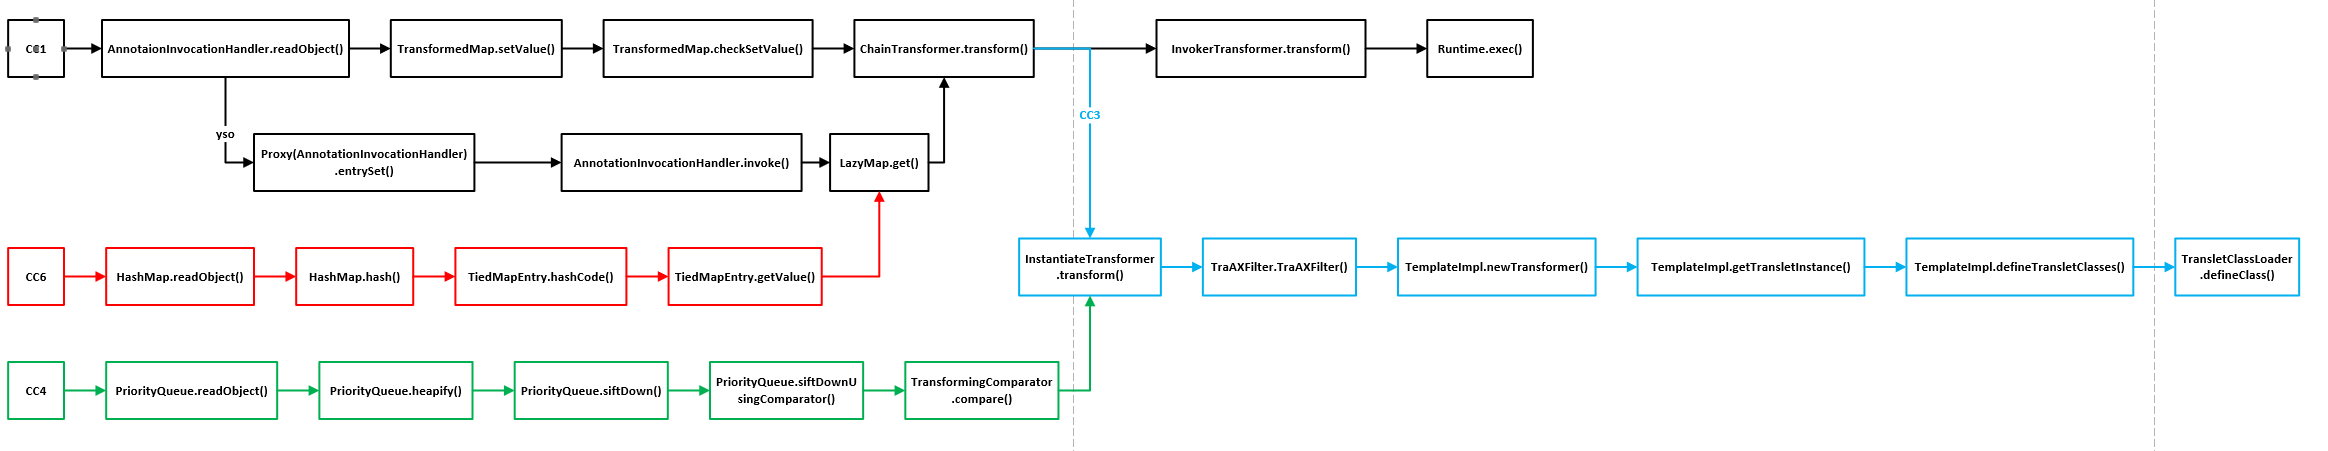 CC1
AnnotaionInvocationHandler.readObject()
TransformedMap.setValue()
TransformedMap.checkSetValue()
ChainTransformer.transform()
InvokerTransformer.transform()
Runtime.exec()
CC3
yso
Proxy(AnnotationInvocationHandler)
.entrySet()
AnnotationInvocationHandler.invoke()
LazyMap.get()
CC6
HashMap.readObject()
HashMap.hash()
TiedMapEntry.hashCode()
TiedMapEntry.getValue()
InstantiateTransformer
.transform()
TraAXFilter.TraAXFilter()
TemplateImpl.newTransformer()
TemplateImpl.getTransletInstance()
TemplateImpl.defineTransletClasses()
TransletClassLoader
.defineClass()
CC4
PriorityQueue.readObject()
PriorityQueue.heapify()
PriorityQueue.siftDown()
PriorityQueue.siftDownU
singComparator()
TransformingComparator
.compare()